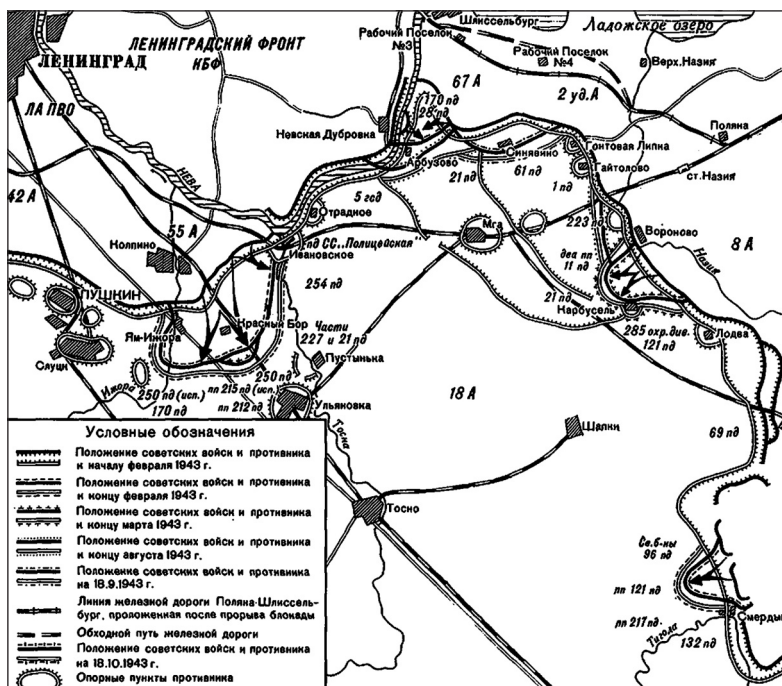 Шлиссельбург
Ладожское озеро
Рабочий Поселок
№3
ЛЕНИНГРАДСКИЙ ФРОНТ
КБФ
ЛЕНИНГРАД
Рабочий Поселок
№4
Верх. Назия
67 А
2 уд.А
ЛА ПВО
170 пд
28 пд
Невская Дубровка
Поляна
Гонтовая Липка
Арбузово
Синявино
Гайтолово
НЕВА
21 пд
61 пд
1 пд
ст. Назия
42 А
5 гсд
Отрадное
55 А
223 пд
Мга
Вороново
8 А
пд СС „Полицейская"
Ивановское
Колпино
Назия
два пп
11 пд
254 пд
ПУШКИН
21 пд
Нарбусель
Красный Бор
Части
227 и 21 пд
285 охр.див.
121 пд
Лодва
Ям-Ижора
Слуцк
Пустынька
250 пд
Ижора
250 пд (исп.)
170 пд
пп 215 пд (исп.)
пп 212 пд
Ульяновка
18 А
Тосна
Шапки
69 пд
Условные обозначения
Положение советских войск и противника
к началу февраля 1943 г.
Положение советских войск и противника
к концу февраля 1943 г.
Положение советских войск и противника
к концу марта 1943 г.
Положение советских войск и противника
к концу августа 1943 г.
Положение советских войск и противника
на 18.9.1943 г.
Линия железной дороги Поляна-Шлиссель-
бург, проложенная после прорыва блокады
Обходной путь железной дороги
Положение советских войск и противника
на 18.10.1943 г.
Опорные пункты противника
Тосно
Св. б-ны
96 пд
пп 121 пд
пп 217 пд
Смердыня
Тигода
132 пд